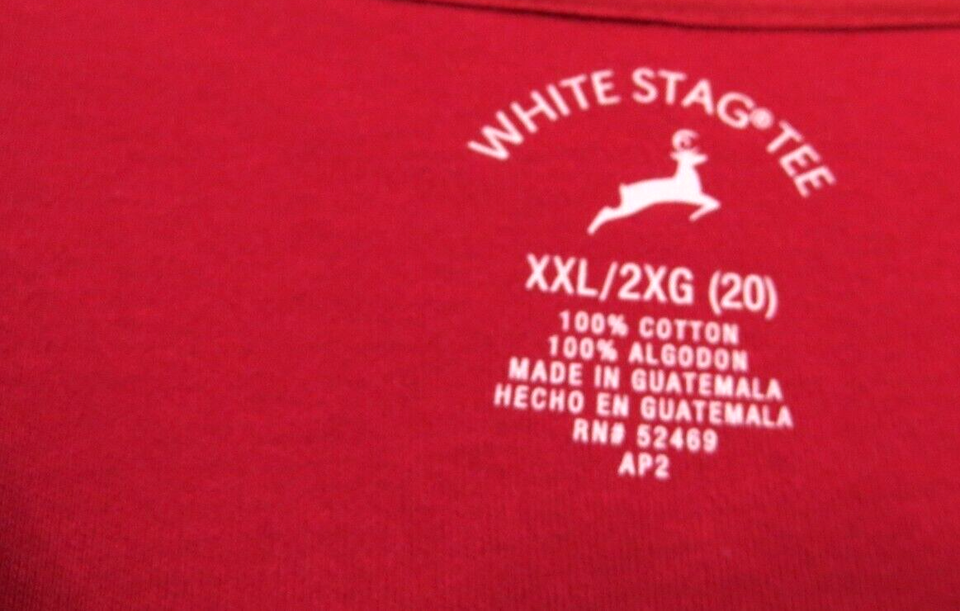 WHITE STAG® TEE
XXL/2XG (20)
100% COTTON
100% ALGODON
MADE IN GUATEMALA
HECHO EN GUATEMALA
RN# 52469
AP2